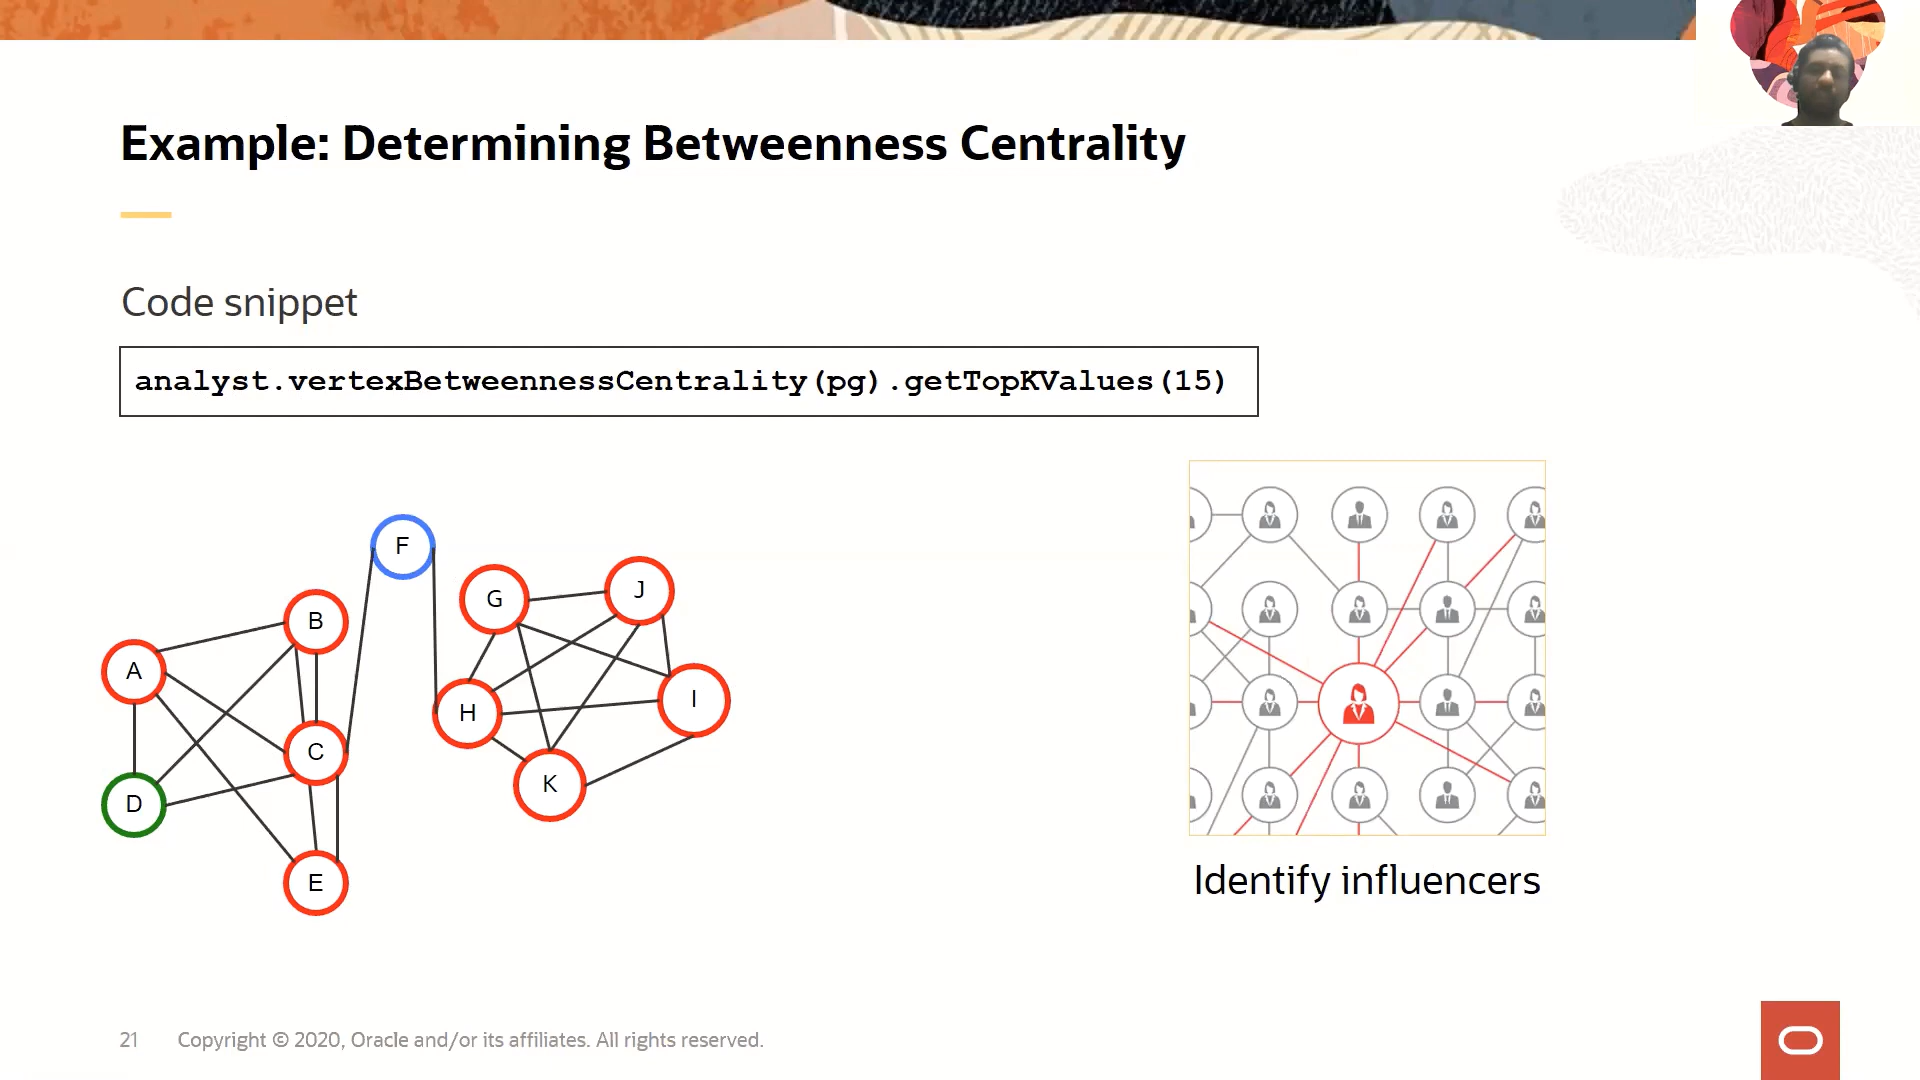 Example: Determining Betweenness Centrality
Code snippet
analyst.vertexBetweennessCentrality(pg).getTopKValues(15)
F
G
J
B
A
I
H
C
K
D
E
Identify influencers
21 Copyright © 2020, Oracle and/or its affiliates. All rights reserved.